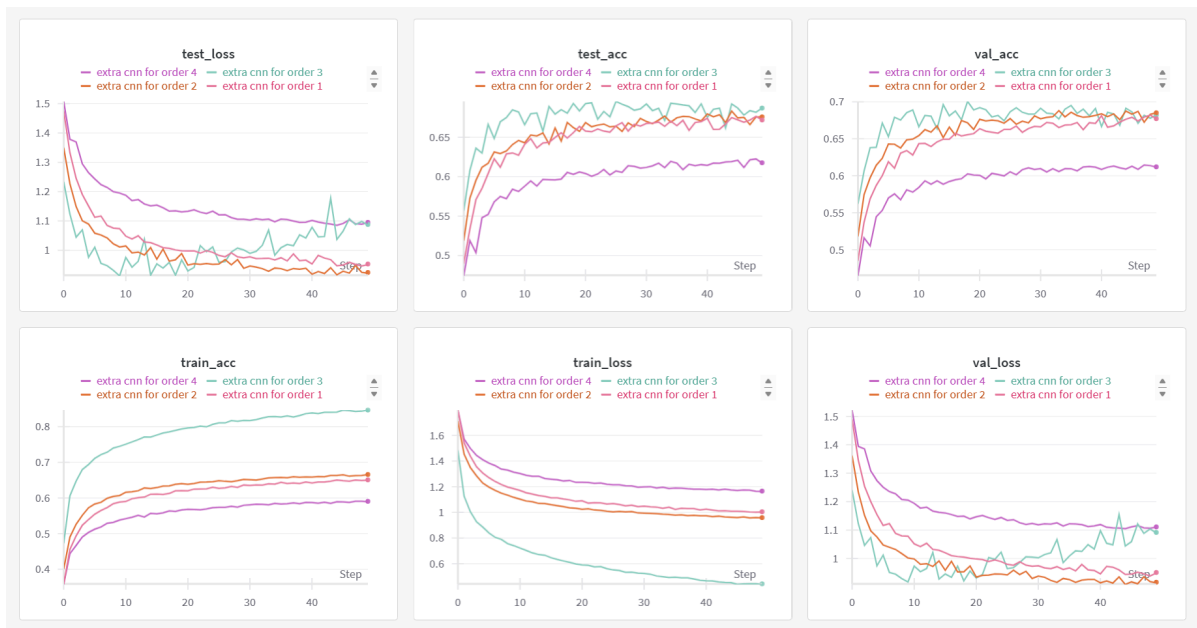 test_loss
extra cnn for order 4 extra cnn for order 3
extra cnn for order 2 extra cnn for order 1
1.5
1.4
1.3
1.2
1.1
1
Step
0 10 20 30 40
test_acc
extra cnn for order 4 extra cnn for order 3
extra cnn for order 2 extra cnn for order 1
0.65
0.6
0.55
0.5
Step
0 10 20 30 40
val_acc
extra cnn for order 4 extra cnn for order 3
extra cnn for order 2 extra cnn for order 1
0.7
0.65
0.6
0.55
0.5
Step
0 10 20 30 40
train_acc
extra cnn for order 4 extra cnn for order 3
extra cnn for order 2 extra cnn for order 1
0.8
0.7
0.6
0.5
0.4
Step
0 10 20 30 40
train_loss
extra cnn for order 4 extra cnn for order 3
extra cnn for order 2 extra cnn for order 1
1.6
1.4
1.2
1
0.8
0.6
Step
0 10 20 30 40
val_loss
extra cnn for order 4 extra cnn for order 3
extra cnn for order 2 extra cnn for order 1
1.5
1.4
1.3
1.2
1.1
1
Step
0 10 20 30 40